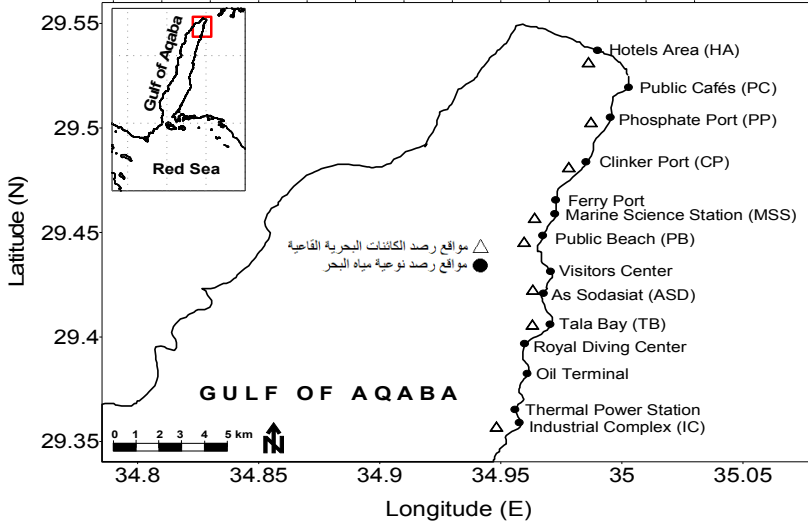 29.55
29.5
29.45
29.4
29.35
Latitude (N)
Gulf of Aqaba
Red Sea
Hotels Area (HA)
Public Cafés (PC)
Phosphate Port (PP)
Clinker Port (CP)
Ferry Port
Marine Science Station (MSS)
Public Beach (PB)
Visitors Center
As Sodasiat (ASD)
Tala Bay (TB)
Royal Diving Center
Oil Terminal
Thermal Power Station
Industrial Complex (IC)
مواقع رصد الكائنات البحرية القاعية
مواقع رصد نوعية مياه البحر
GULF OF AQABA
0 1 2 3 4 5 km
N
34.8 34.85 34.9 34.95 35 35.05
Longitude (E)